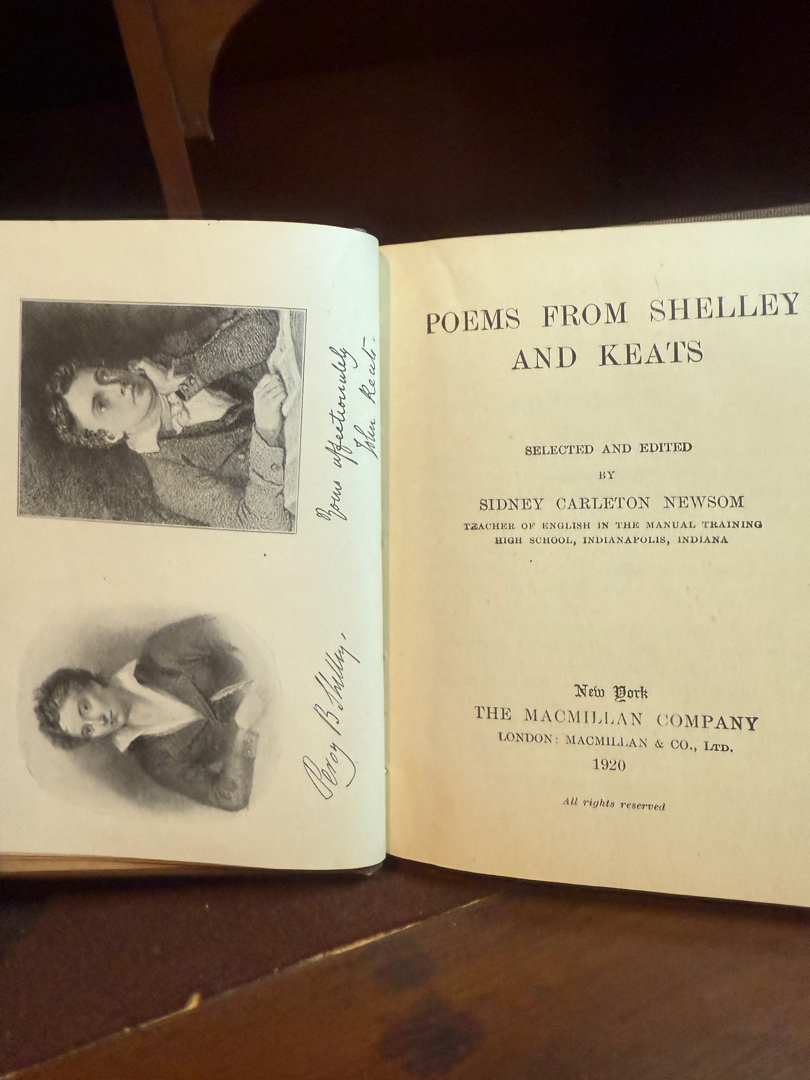 Yours affectionately
John Keats.
Percy B Shelley.
POEMS FROM SHELLEY
AND KEATS
SELECTED AND EDITED
BY
SIDNEY CARLETON NEWSOM
TEACHER OF ENGLISH IN THE MANUAL TRAINING
HIGH SCHOOL, INDIANAPOLIS, INDIANA
New York
THE MACMILLAN COMPANY
LONDON: MACMILLAN & CO., LTD.
1920
All rights reserved